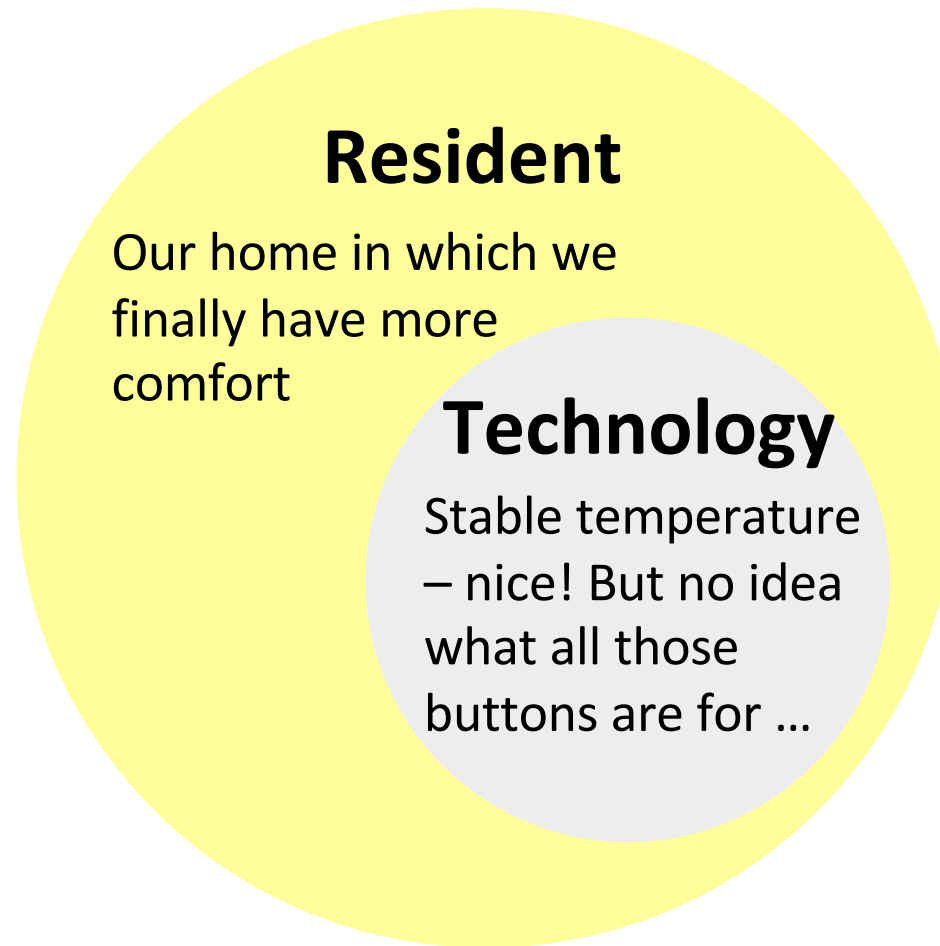 Resident
Our home in which we
finally have more
comfort
Technology
Stable temperature
– nice! But no idea
what all those
buttons are for …